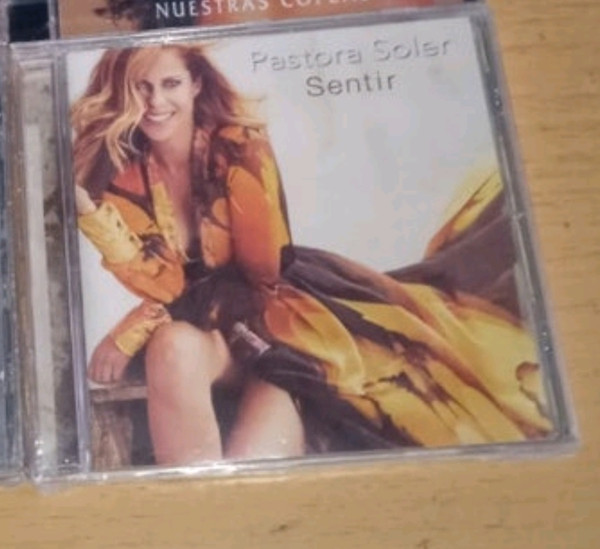 NUESTRAS
Pastora Soler
Sentir